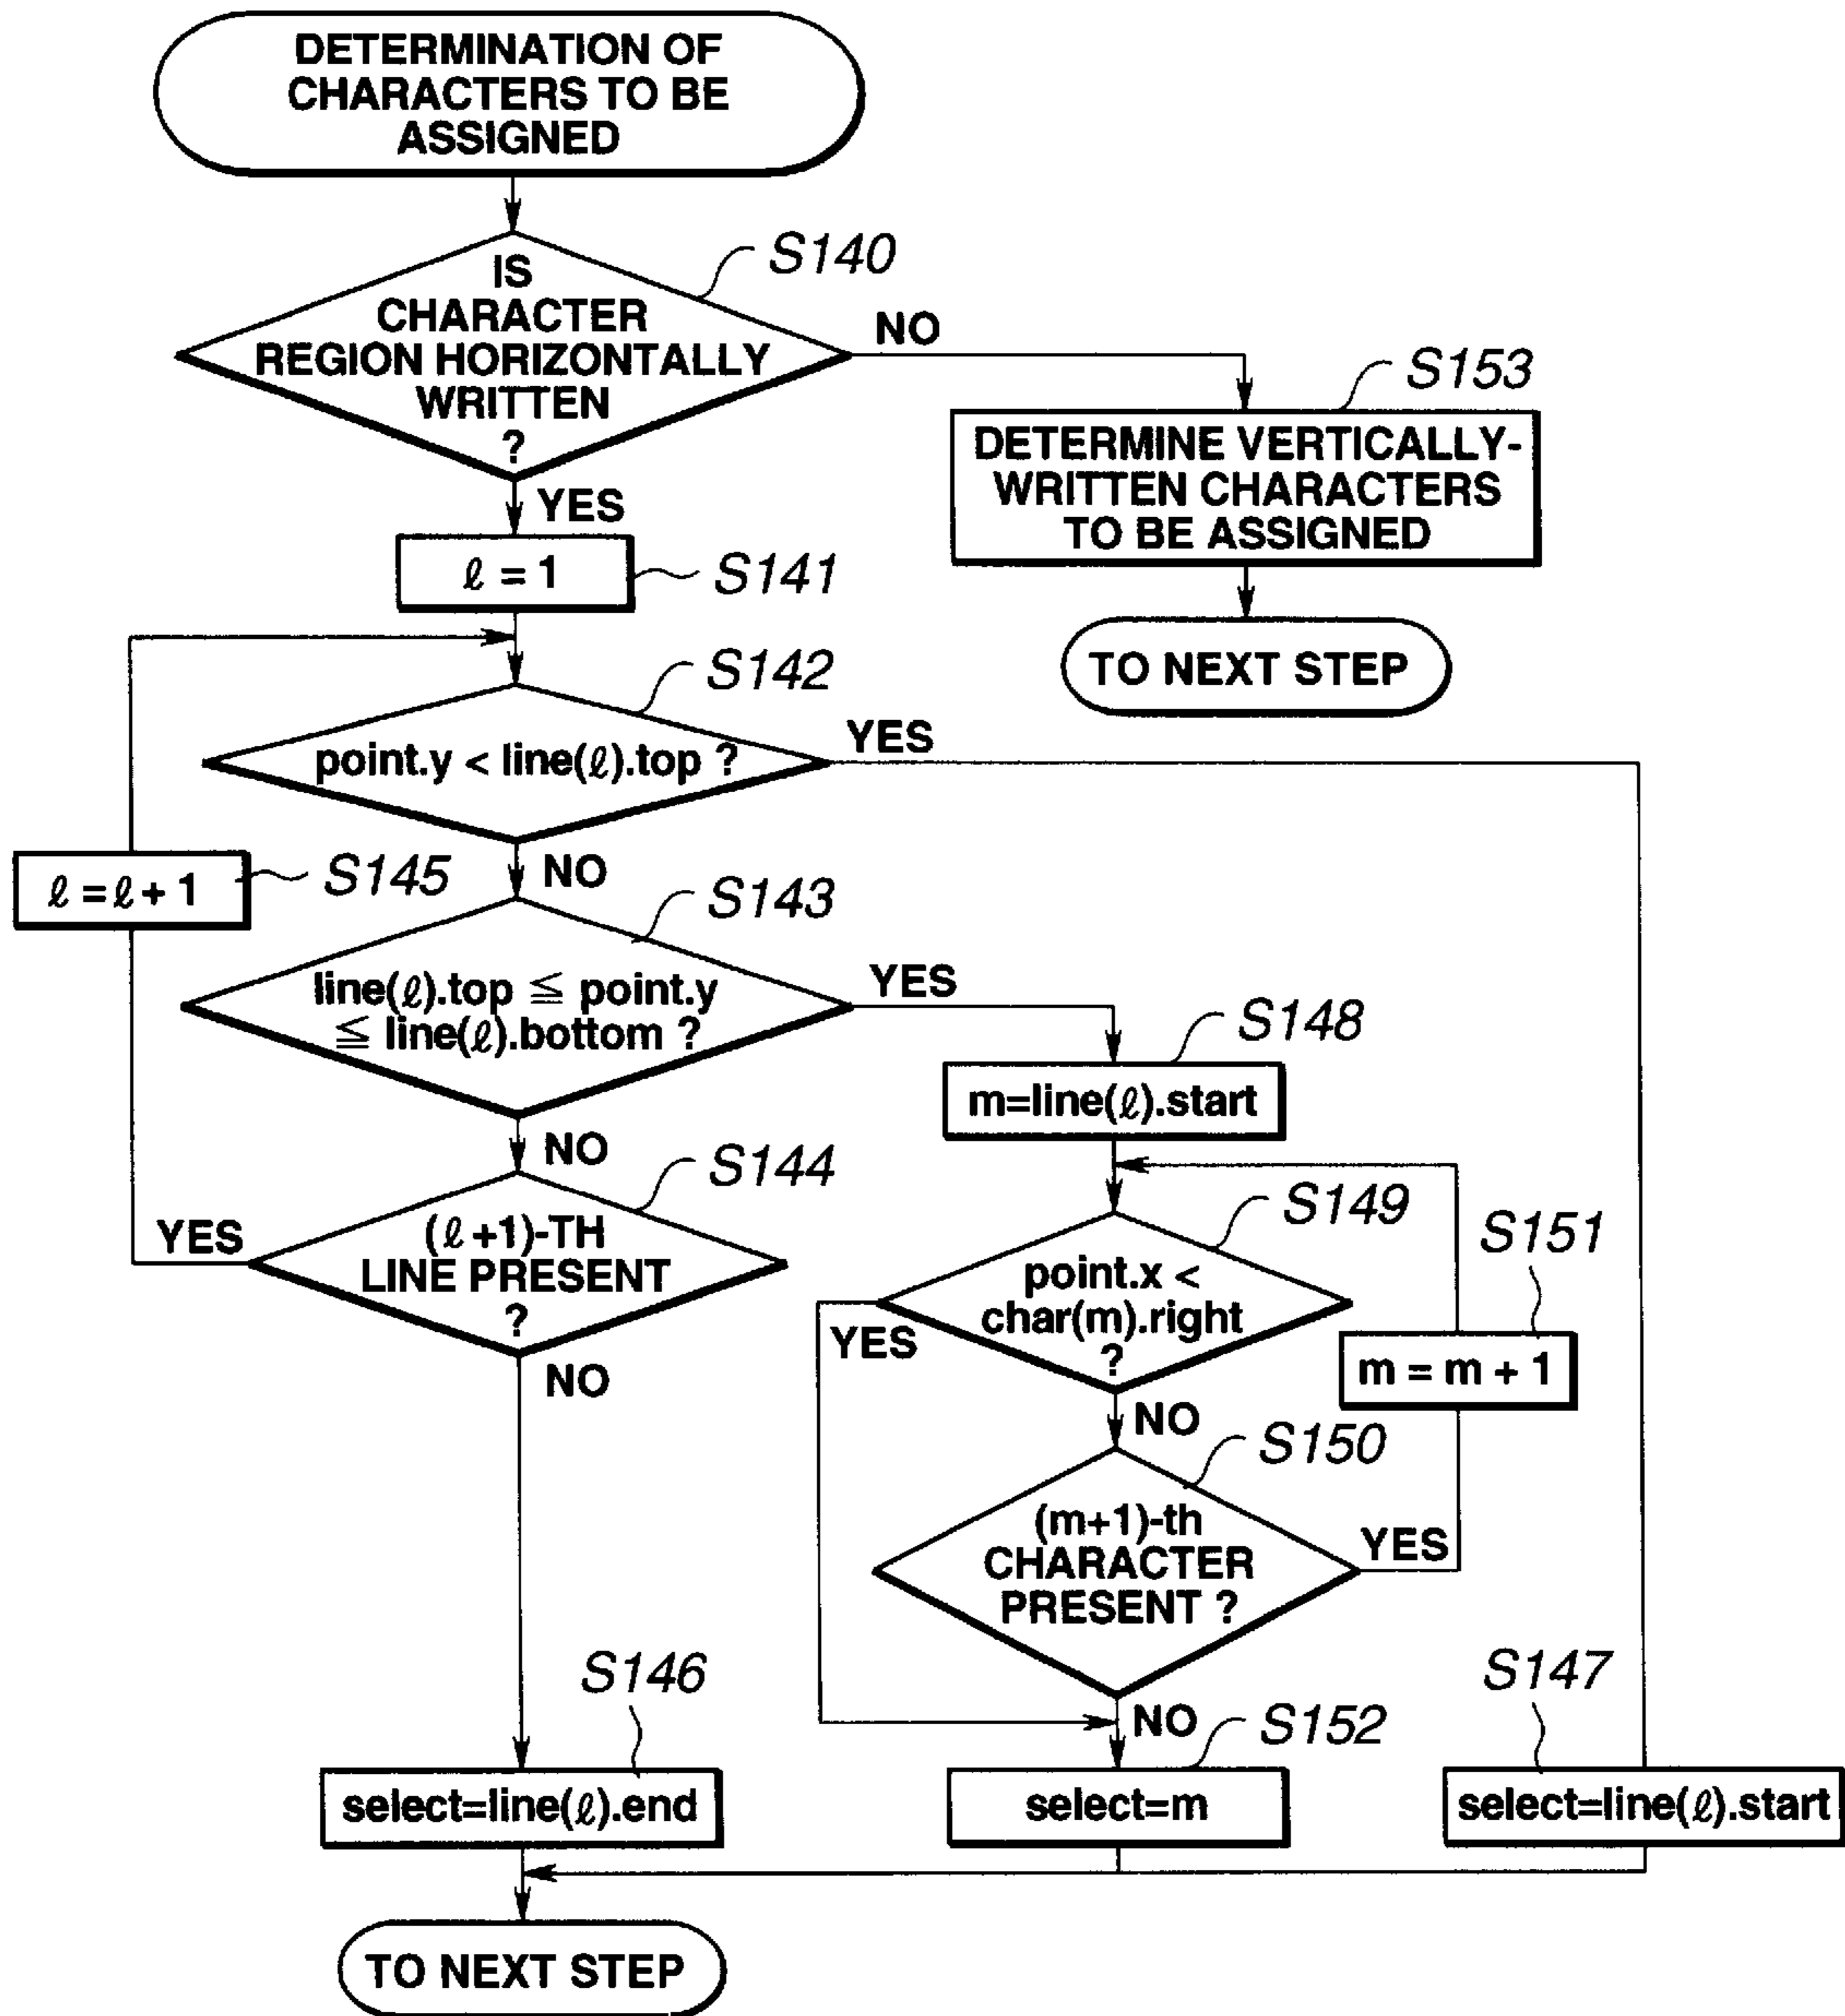 DETERMINATION OF
CHARACTERS TO BE
ASSIGNED
S140
IS
CHARACTER
REGION HORIZONTALLY
WRITTEN
?
NO
S153
DETERMINE VERTICALLY-
WRITTEN CHARACTERS
TO BE ASSIGNED
TO NEXT STEP
YES
ℓ = 1
S141
S142
point.y < line(ℓ).top ?
YES
NO
ℓ = ℓ + 1
S145
S143
line(ℓ).top ≦ point.y
≦ line(ℓ).bottom ?
YES
NO
S148
m=line(ℓ).start
S144
(ℓ+1)-TH
LINE PRESENT
?
YES
NO
S149
point.x <
char(m).right
?
YES
NO
S151
m = m + 1
S150
(m+1)-th
CHARACTER
PRESENT ?
YES
NO
S146
select=line(ℓ).end
S152
select=m
S147
select=line(ℓ).start
TO NEXT STEP